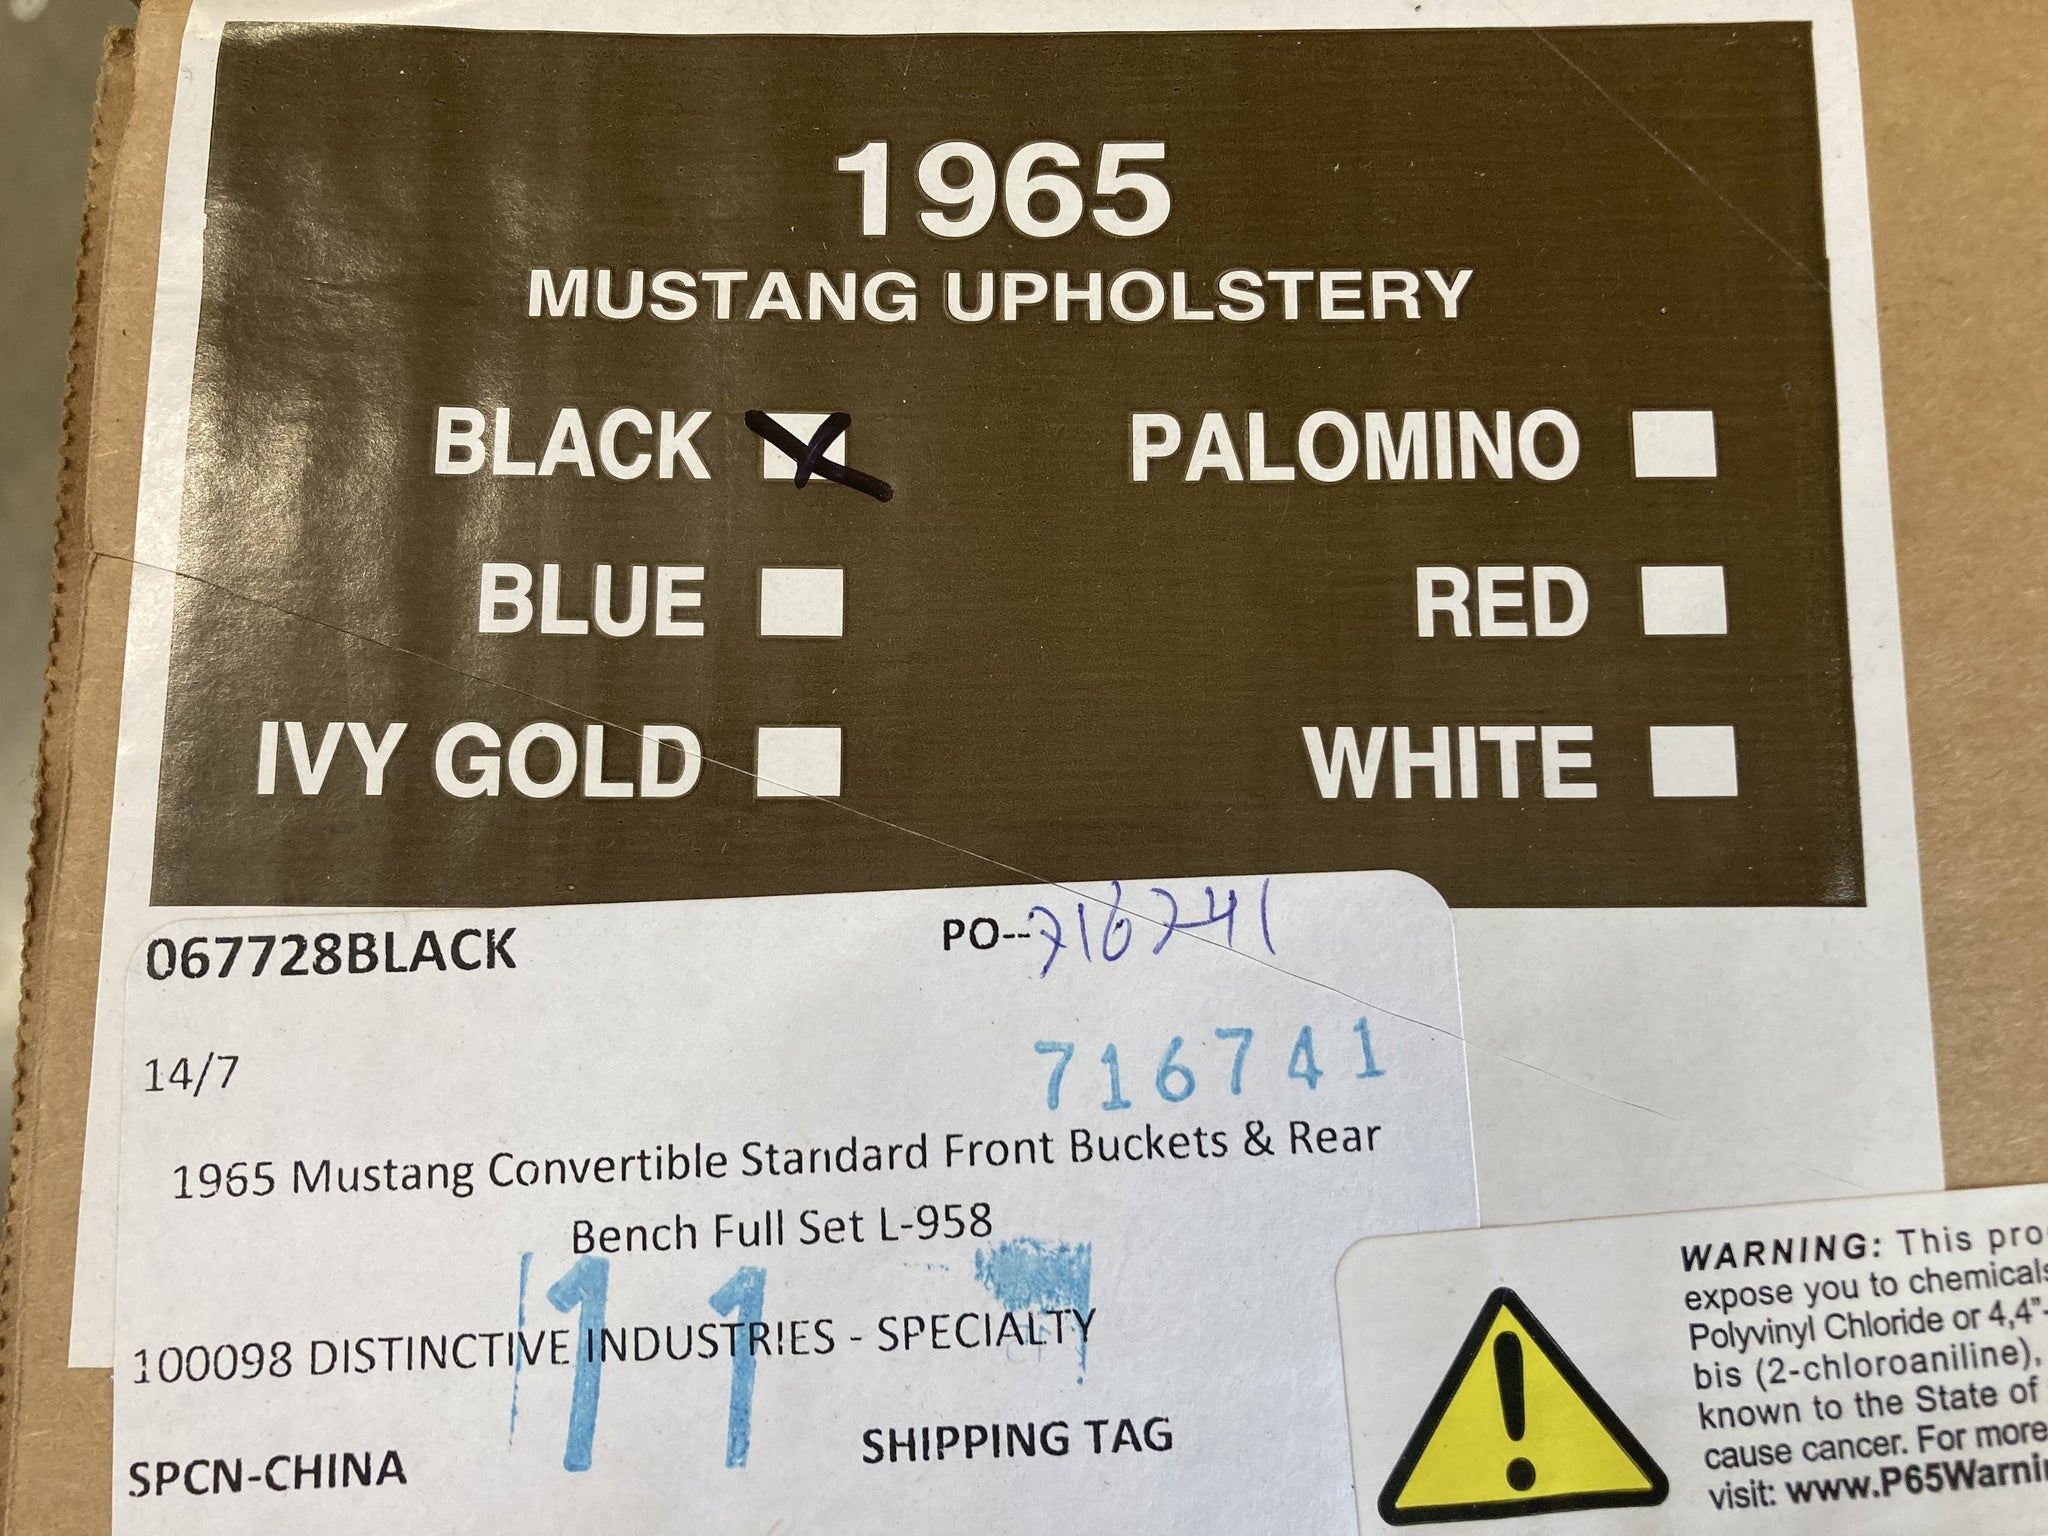 1965
MUSTANG UPHOLSTERY
BLACK
PALOMINO
BLUE
RED
IVY GOLD
WHITE
067728BLACK
PO--716741
14/7
716741
1965 Mustang Convertible Standard Front Buckets & Rear
Bench Full Set L-958
11
100098 DISTINCTIVE INDUSTRIES - SPECIALTY
SPCN-CHINA
SHIPPING TAG
WARNING: This
expose you to chemicals
Polyvinyl Chloride or 4,4"-
bis (2-chloroaniline),
known to the State of
cause cancer. For more
visit: www.P65Warni